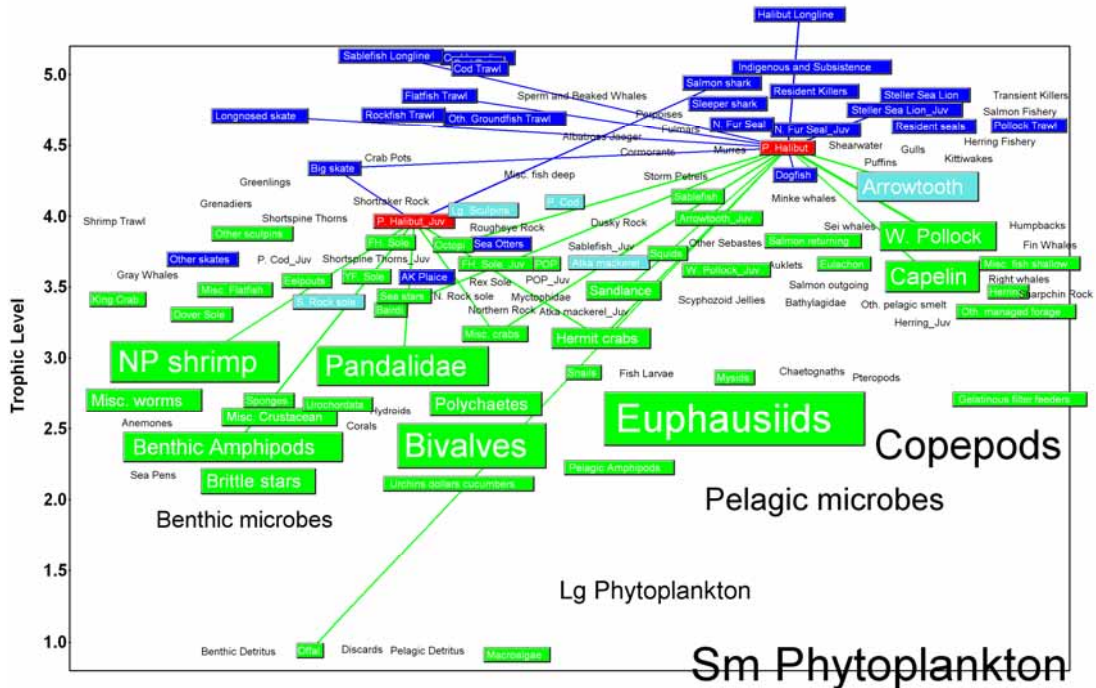 Halibut Longline
Trophic Level
5.0
4.5
4.0
3.5
3.0
2.5
2.0
1.5
1.0
Sablefish Longline
Cod Trawl
Indigenous and Subsistence
Salmon shark
Resident Killers
Steller Sea Lion
Transient Killers
Flatfish Trawl
Sperm and Beaked Whales
Sleeper shark
Steller Sea Lion_Juv
Salmon Fishery
Longnosed skate
Rockfish Trawl
Oth. Groundfish Trawl
Porpoises
Fulmars
N. Fur Seal
N. Fur Seal_Juv
Resident seals
Pollock Trawl
Albatross Jaeger
Cormorants
Murres
P. Halibut
Shearwater
Gulls
Herring Fishery
Kittiwakes
Puffins
Crab Pots
Big skate
Misc. fish deep
Storm Petrels
Dogfish
Arrowtooth
Greenlings
Shortraker Rock
Lg. Sculpins
P. Cod
Sablefish
Minke whales
Grenadiers
Shrimp Trawl
Shortspine Thorns
P. Halibut_Juv
Rougheye Rock
Dusky Rock
Arrowtooth_Juv
Sei whales
Humpbacks
Other sculpins
FH. Sole
Octopi
Sea Otters
Sablefish_Juv
Other Sebastes
Salmon returning
W. Pollock
Fin Whales
Other skates
P. Cod_Juv
Shortspine Thorns_Juv
FH. Sole_Juv
POP
Atka mackerel
Squids
W. Pollock_Juv
Auklets
Eulachon
Capelin
Misc. fish shallow
Gray Whales
Eelpouts
YF. Sole
AK Plaice
Rex Sole
POP_Juv
Sandlance
Salmon outgoing
Right whales
King Crab
Misc. Flatfish
S. Rock sole
Sea stars
N. Rock sole
Myctophidae
Scyphozoid Jellies
Bathylagidae
Herring
Sharpchin Rock
Dover Sole
Bairdi
Northern Rock
Atka mackerel_Juv
Oth. pelagic smelt
Oth. managed forage
Herring_Juv
Misc. crabs
Hermit crabs
NP shrimp
Pandalidae
Snails
Fish Larvae
Mysids
Chaetognaths
Pteropods
Misc. worms
Sponges
Urochordata
Hydroids
Polychaetes
Euphausiids
Gelatinous filter feeders
Anemones
Misc. Crustacean
Corals
Benthic Amphipods
Bivalves
Copepods
Sea Pens
Brittle stars
Urchins dollars cucumbers
Pelagic Amphipods
Benthic microbes
Pelagic microbes
Lg Phytoplankton
Benthic Detritus
Offal
Discards
Pelagic Detritus
Macroalgae
Sm Phytoplankton